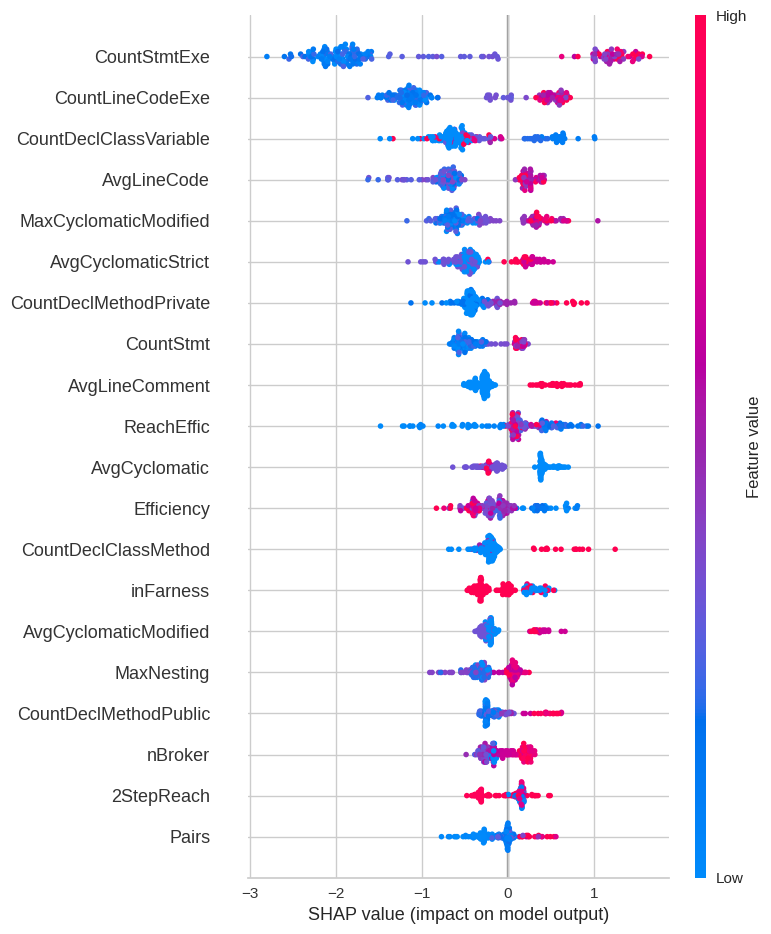 High
CountStmtExe
CountLineCodeExe
CountDeclClassVariable
AvgLineCode
MaxCyclomaticModified
AvgCyclomaticStrict
CountDeclMethodPrivate
CountStmt
AvgLineComment
ReachEffic
AvgCyclomatic
Efficiency
CountDeclClassMethod
inFarness
AvgCyclomaticModified
MaxNesting
CountDeclMethodPublic
nBroker
2StepReach
Pairs
Feature value
Low
−3 −2 −1 0 1
SHAP value (impact on model output)